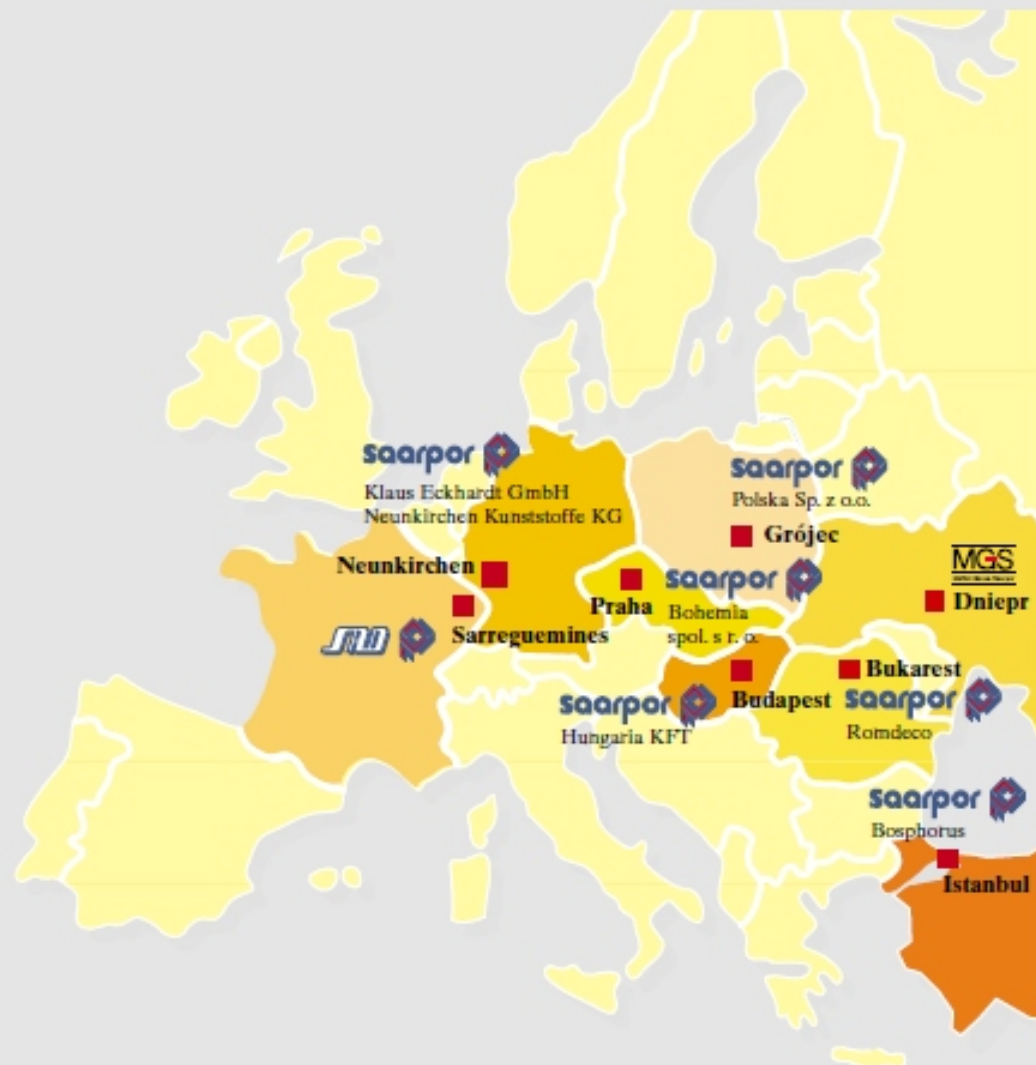 saarpor
Klaus Eckhardt GmbH
Neunkirchen Kunststoffe KG
saarpor
Polska Sp. z o.o.
Grójec
Neunkirchen
MGS
Dniepr
Praha
saarpor
Bohemia
spol. s r. o.
Sarreguemines
Budapest
Bukarest
saarpor
Romdeco
saarpor
Hungaria KFT
saarpor
Bosphorus
Istanbul